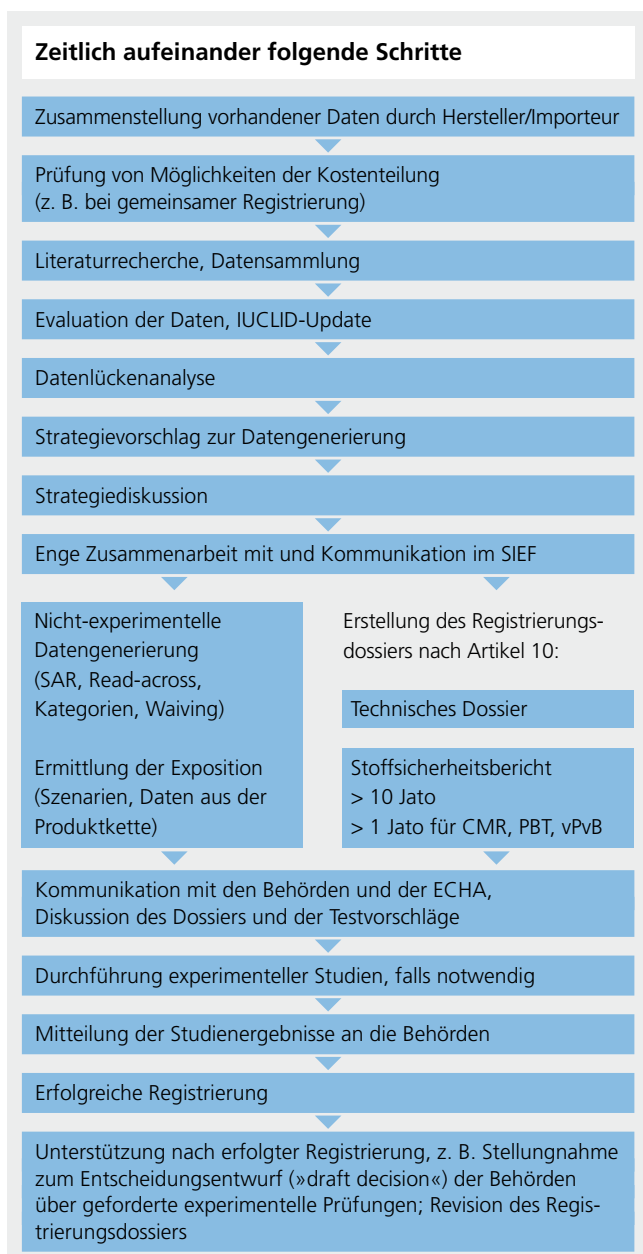 Zeitlich aufeinander folgende Schritte
Zusammenstellung vorhandener Daten durch Hersteller/Importeur
Prüfung von Möglichkeiten der Kostenteilung
(z. B. bei gemeinsamer Registrierung)
Literaturrecherche, Datensammlung
Evaluation der Daten, IUCLID-Update
Datenlückenanalyse
Strategievorschlag zur Datengenerierung
Strategiediskussion
Enge Zusammenarbeit mit und Kommunikation im SIEF
Nicht-experimentelle
Datengenerierung
(SAR, Read-across,
Kategorien, Waiving)
Ermittlung der Exposition
(Szenarien, Daten aus der
Produktkette)
Erstellung des Registrierungs-
dossiers nach Artikel 10:
Technisches Dossier
Stoffsicherheitsbericht
> 10 Jato
> 1 Jato für CMR, PBT, vPvB
Kommunikation mit den Behörden und der ECHA,
Diskussion des Dossiers und der Testvorschläge
Durchführung experimenteller Studien, falls notwendig
Mitteilung der Studienergebnisse an die Behörden
Erfolgreiche Registrierung
Unterstützung nach erfolgter Registrierung, z. B. Stellungnahme
zum Entscheidungsentwurf (»draft decision«) der Behörden
über geforderte experimentelle Prüfungen; Revision des Regis-
trierungsdossiers